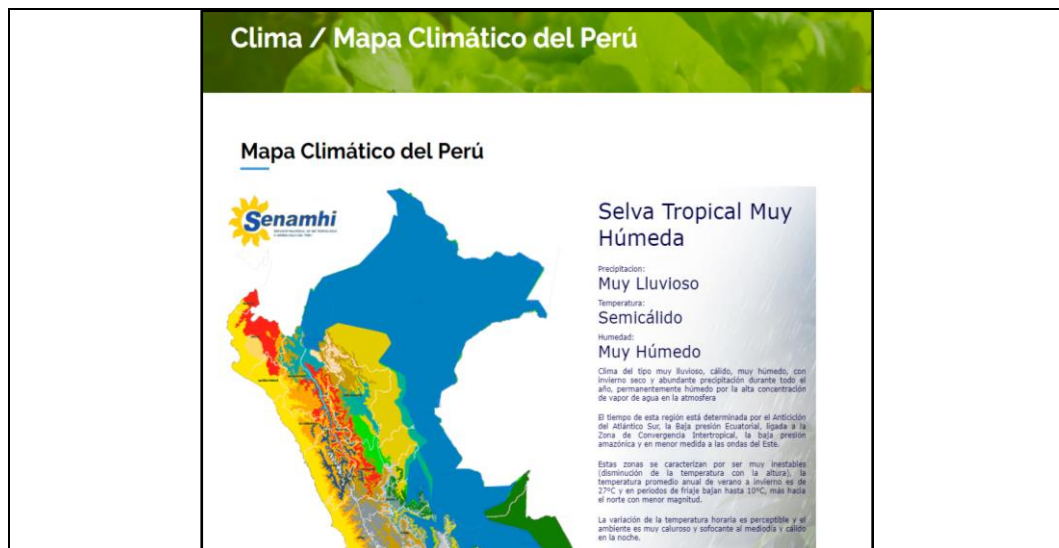 Clima / Mapa Climático del Perú
Mapa Climático del Perú
Senamhi
Selva Tropical Muy
Húmeda
Precipitacion:
Muy Lluvioso
Temperatura:
Semicálido
Humedad:
Muy Húmedo
Clima del tipo muy lluvioso, cálido, muy húmedo, con
invierno seco y abundante precipitación durante todo el
año, permanentemente húmedo por la alta concentración
de vapor de agua en la atmosfera
El tiempo de esta región está determinada por el Anticiclón
del Atlántico Sur, la Baja presión Ecuatorial, ligada a la
Zona de Convergencia Intertropical, la baja presión
amazónica y en menor medida a las ondas del Este.
Estas zonas se caracterizan por ser muy inestables
(disminución de la temperatura con la altura), la
temperatura promedio anual de verano a invierno es de
27ºC y en periodos de friaje bajan hasta 10ºC, más hacia
el norte con menor magnitud.
La variación de la temperatura horaria es perceptible y el
ambiente es muy caluroso y sofocante al mediodía y cálido
en la noche.